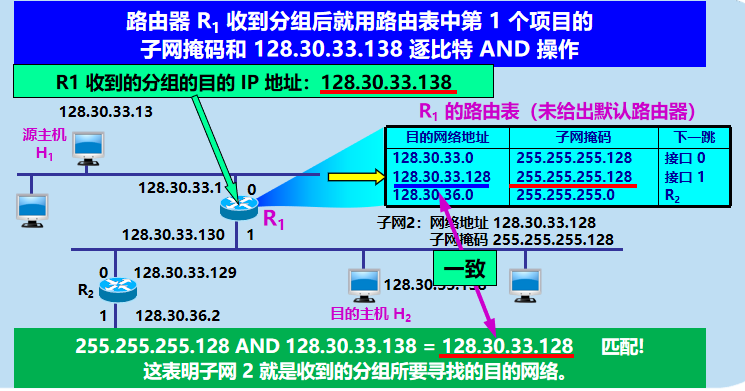 路由器 R1 收到分组后就用路由表中第 1 个项目的
子网掩码和 128.30.33.138 逐比特 AND 操作
R1 收到的分组的目的 IP 地址：128.30.33.138
128.30.33.13
R1 的路由表（未给出默认路由器）
源主机
H1
目的网络地址 子网掩码 下一跳
128.30.33.0 255.255.255.128 接口 0
128.30.33.128 255.255.255.128 接口 1
128.30.36.0 255.255.255.0 R2
128.30.33.1 0
R1
子网2：网络地址 128.30.33.128
子网掩码 255.255.255.128
128.30.33.130 1
一致
0 128.30.33.129
R2
128.30.33.138
目的主机 H2
1 128.30.36.2
255.255.255.128 AND 128.30.33.138 = 128.30.33.128 匹配!
这表明子网 2 就是收到的分组所要寻找的目的网络。